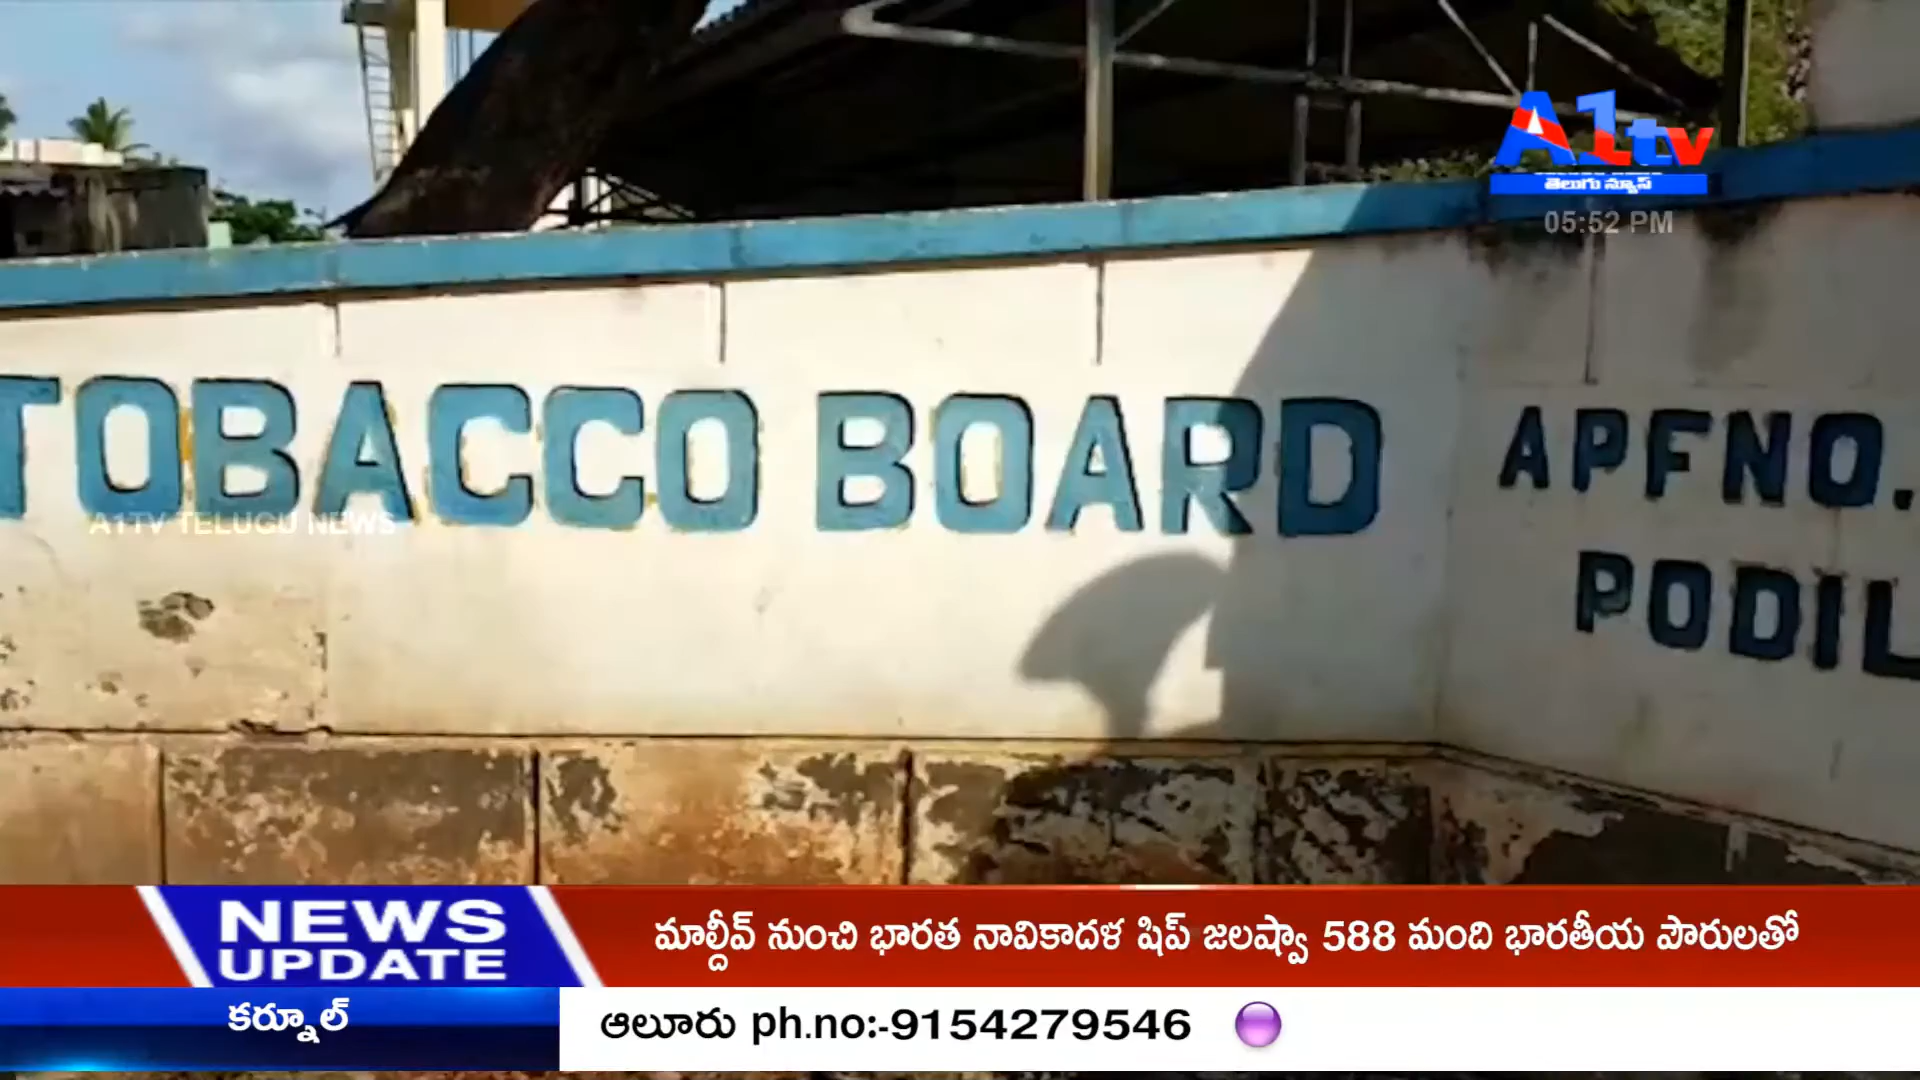 A1tv
తెలుగు న్యూస్
05:52 PM
TOBACCO BOARD
APFNO.
PODIL
A1TV TELUGU NEWS
NEWS
UPDATE
మాల్దీవ్ నుంచి భారత నావికాదళ షిప్ జలష్వా 588 మంది భారతీయ పౌరులతో
కర్నూల్
ఆలూరు ph.no:-9154279546